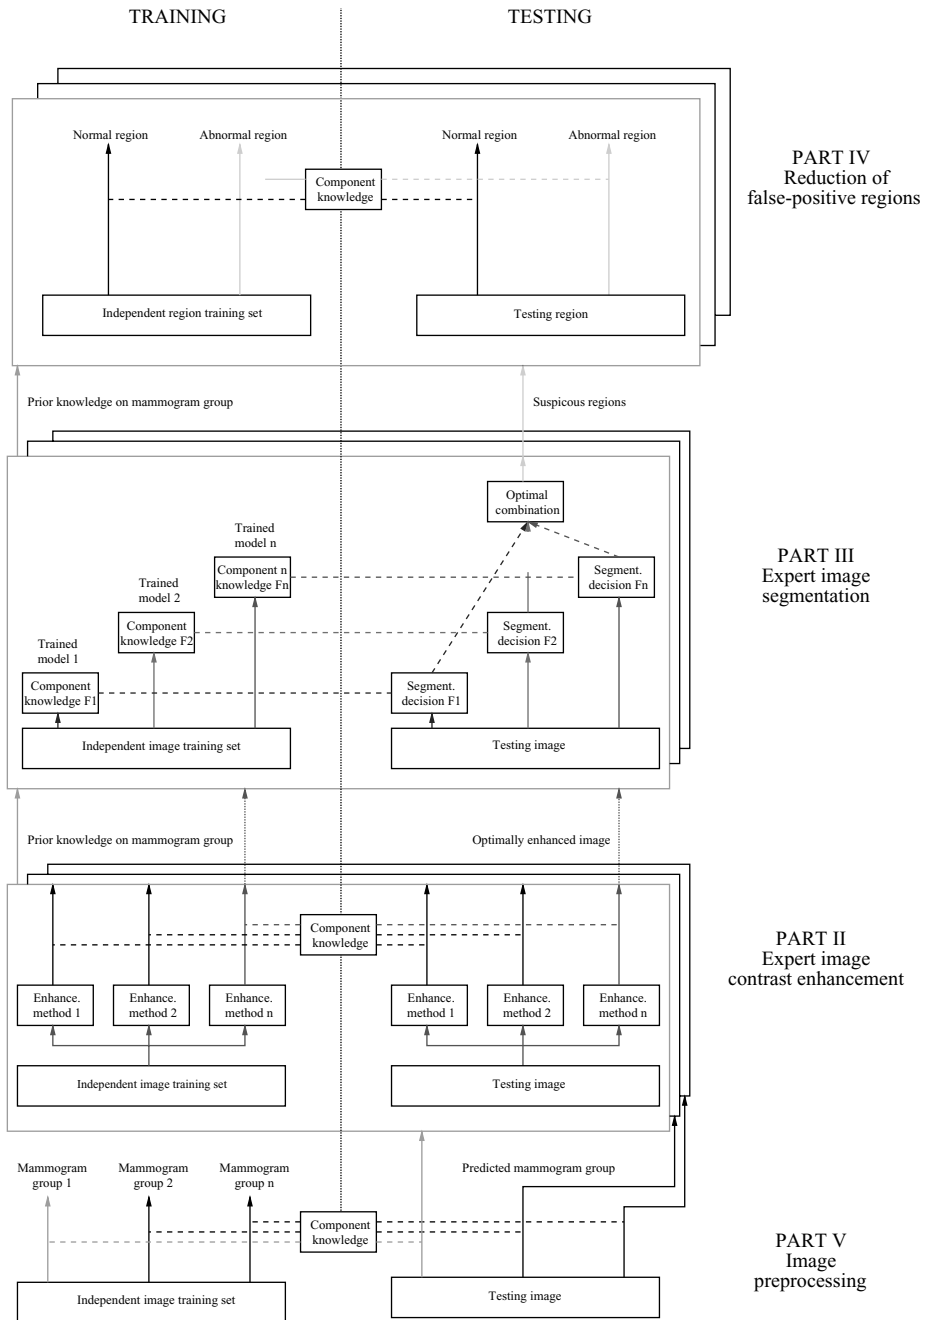 TRAINING
TESTING
Normal region
Abnormal region
Normal region
Abnormal region
Component
knowledge
Independent region training set
Testing region
PART IV
Reduction of
false-positive regions
Prior knowledge on mammogram group
Suspicous regions
Optimal
combination
Trained
model n
Component n
knowledge Fn
Segment.
decision Fn
Trained
model 2
Component
knowledge F2
Segment.
decision F2
Trained
model 1
Component
knowledge F1
Segment.
decision F1
Independent image training set
Testing image
PART III
Expert image
segmentation
Prior knowledge on mammogram group
Optimally enhanced image
Component
knowledge
Enhance.
method 1
Enhance.
method 2
Enhance.
method n
Enhance.
method 1
Enhance.
method 2
Enhance.
method n
Independent image training set
Testing image
PART II
Expert image
contrast enhancement
Mammogram
group 1
Mammogram
group 2
Mammogram
group n
Predicted mammogram group
Component
knowledge
Independent image training set
Testing image
PART V
Image
preprocessing